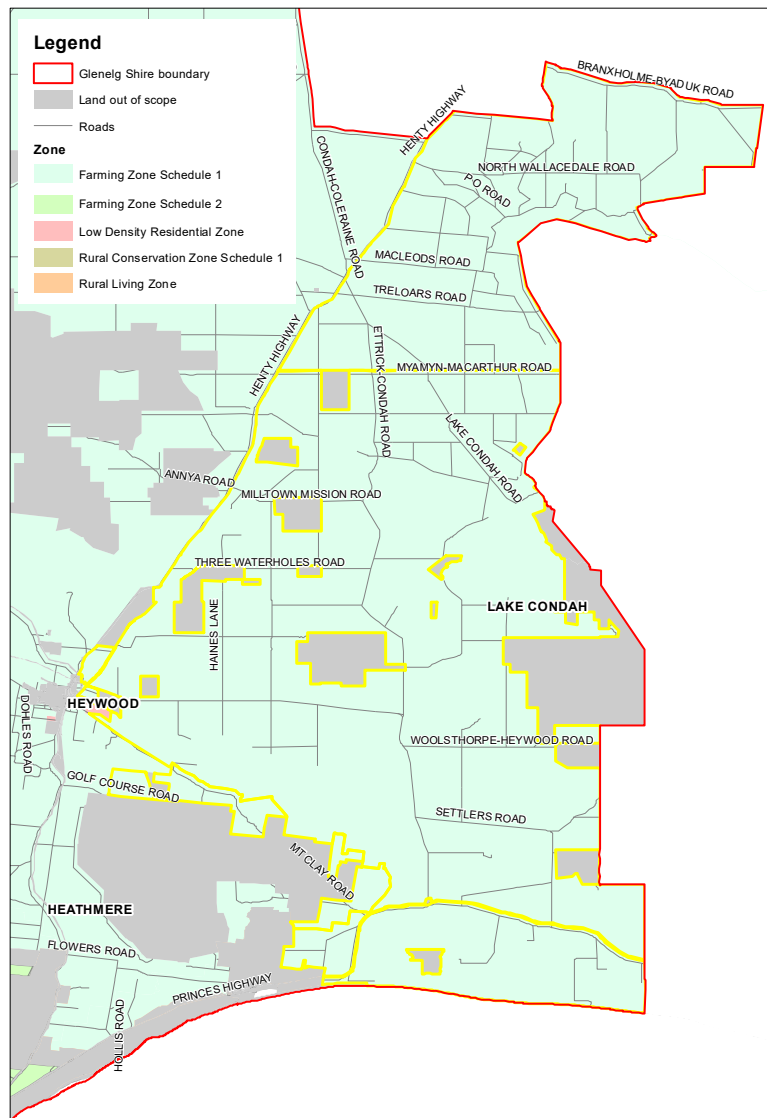 Legend
Glenelg Shire boundary
Land out of scope
Roads
Zone
Farming Zone Schedule 1
Farming Zone Schedule 2
Low Density Residential Zone
Rural Conservation Zone Schedule 1
Rural Living Zone
BRANXHOLME-BYADUK ROAD
HENTY HIGHWAY
CONDAH-COLERAINE ROAD
NORTH WALLACEDALE ROAD
P O ROAD
MACLEODS ROAD
TRELOARS ROAD
HENTY HIGHWAY
ETTRICK-CONDAH ROAD
MYAMYN-MACARTHUR ROAD
LAKE CONDAH ROAD
ANNYA ROAD
MILLTOWN MISSION ROAD
THREE WATERHOLES ROAD
HAINES LANE
LAKE CONDAH
HEYWOOD
DOHLES ROAD
WOOLSTHORPE-HEYWOOD ROAD
GOLF COURSE ROAD
SETTLERS ROAD
MT CLAY ROAD
HEATHMERE
FLOWERS ROAD
PRINCES HIGHWAY
HOLLIS ROAD